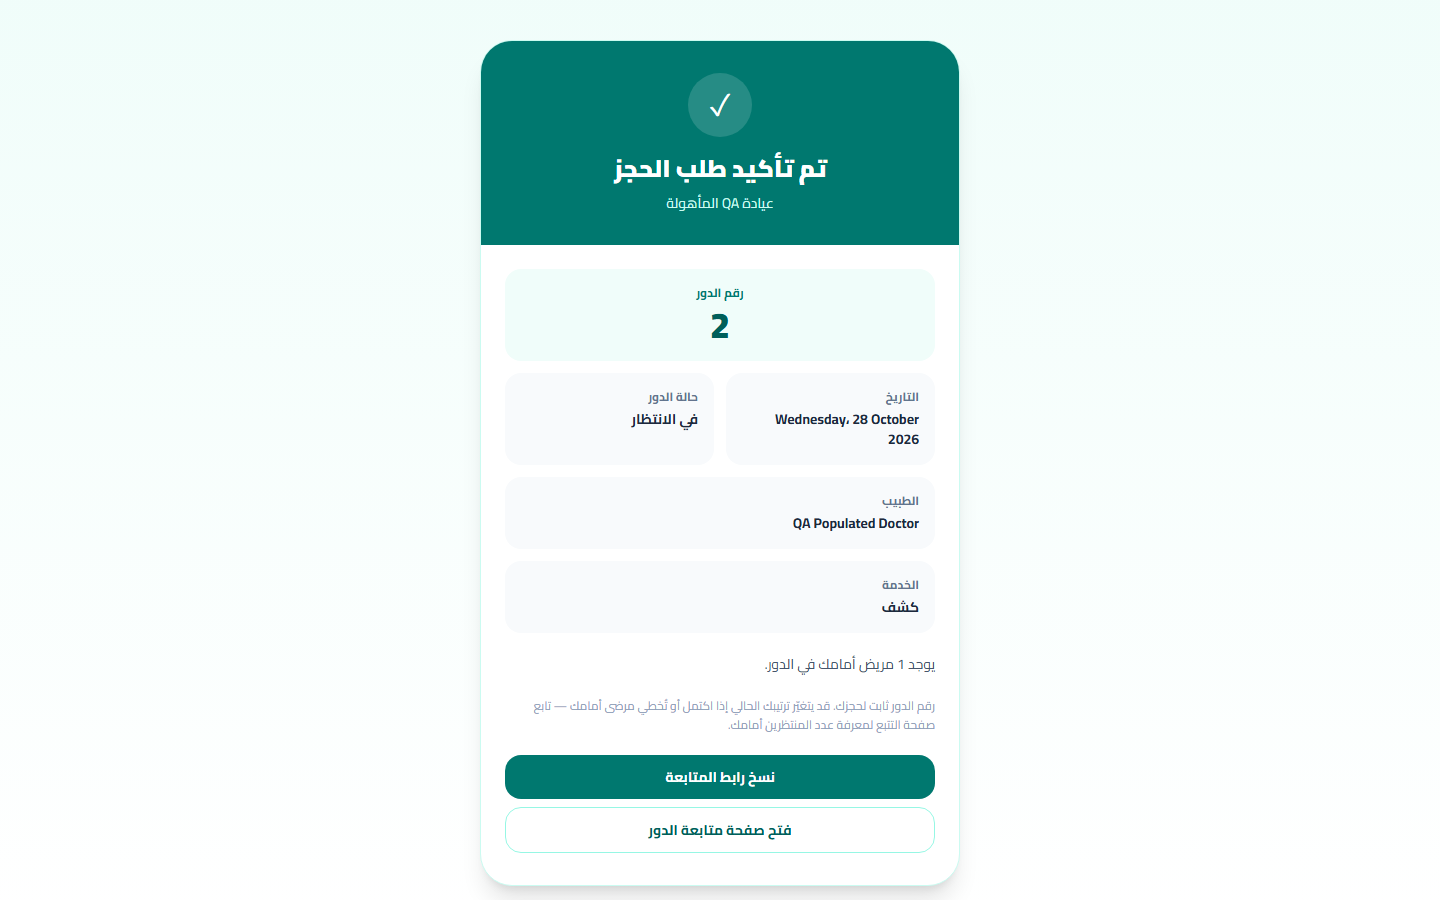 ✓
تم تأكيد طلب الحجز
عيادة QA المأهولة
رقم الدور
2
التاريخ
Wednesday، 28 October
2026
حالة الدور
في الانتظار
الطبيب
QA Populated Doctor
الخدمة
كشف
يوجد 1 مريض أمامك في الدور.
رقم الدور ثابت لحجزك. قد يتغيّر ترتيبك الحالي إذا اكتمل أو تُخطي مرضى أمامك — تابع
صفحة التتبع لمعرفة عدد المنتظرين أمامك.
نسخ رابط المتابعة
فتح صفحة متابعة الدور